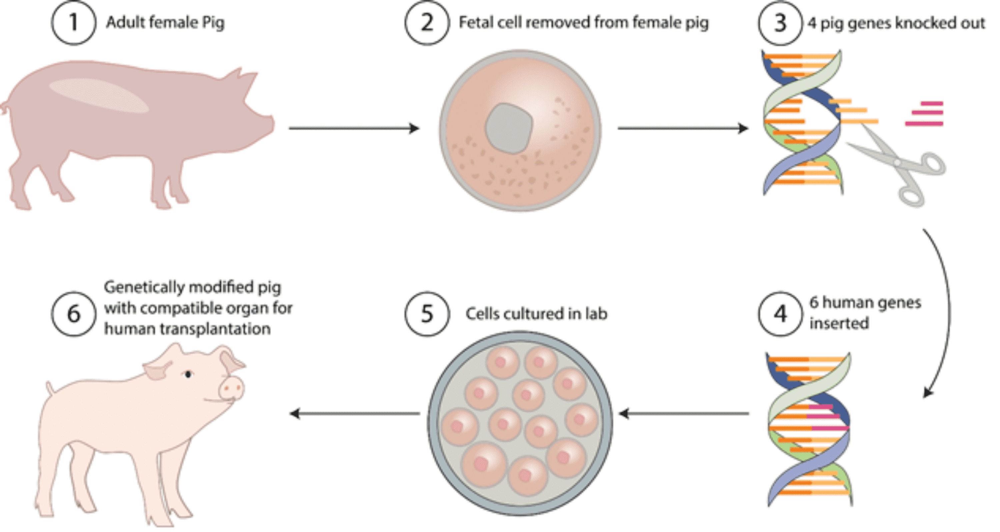 1 Adult female Pig
2 Fetal cell removed from female pig
3 4 pig genes knocked out
4 6 human genes
inserted
5 Cells cultured in lab
6 Genetically modified pig
with compatible organ for
human transplantation